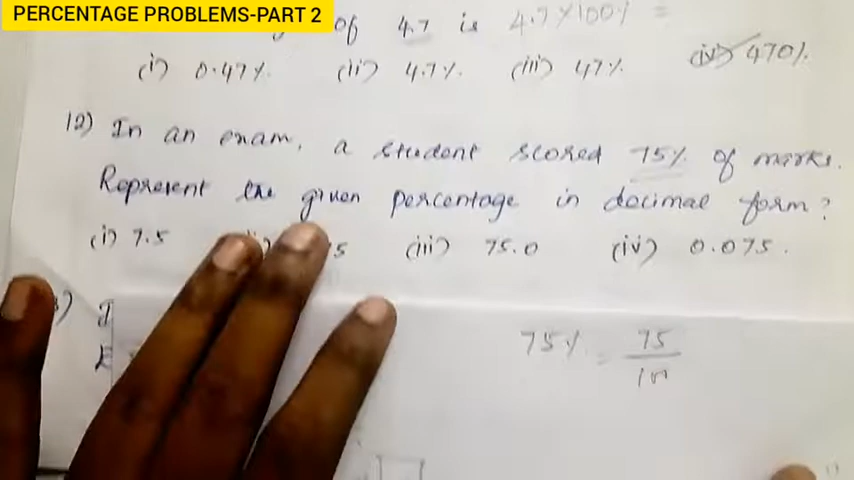 PERCENTAGE PROBLEMS-PART 2
of 4.7 is 4.7×100% =
(i) 0.47% (ii) 4.7% (iii) 47% (iv) 470%
12) In an exam, a student scored 75% of marks.
Represent the given percentage in decimal form?
(i) 7.5 5 (iii) 75.0 (iv) 0.075.
75% = 75/100